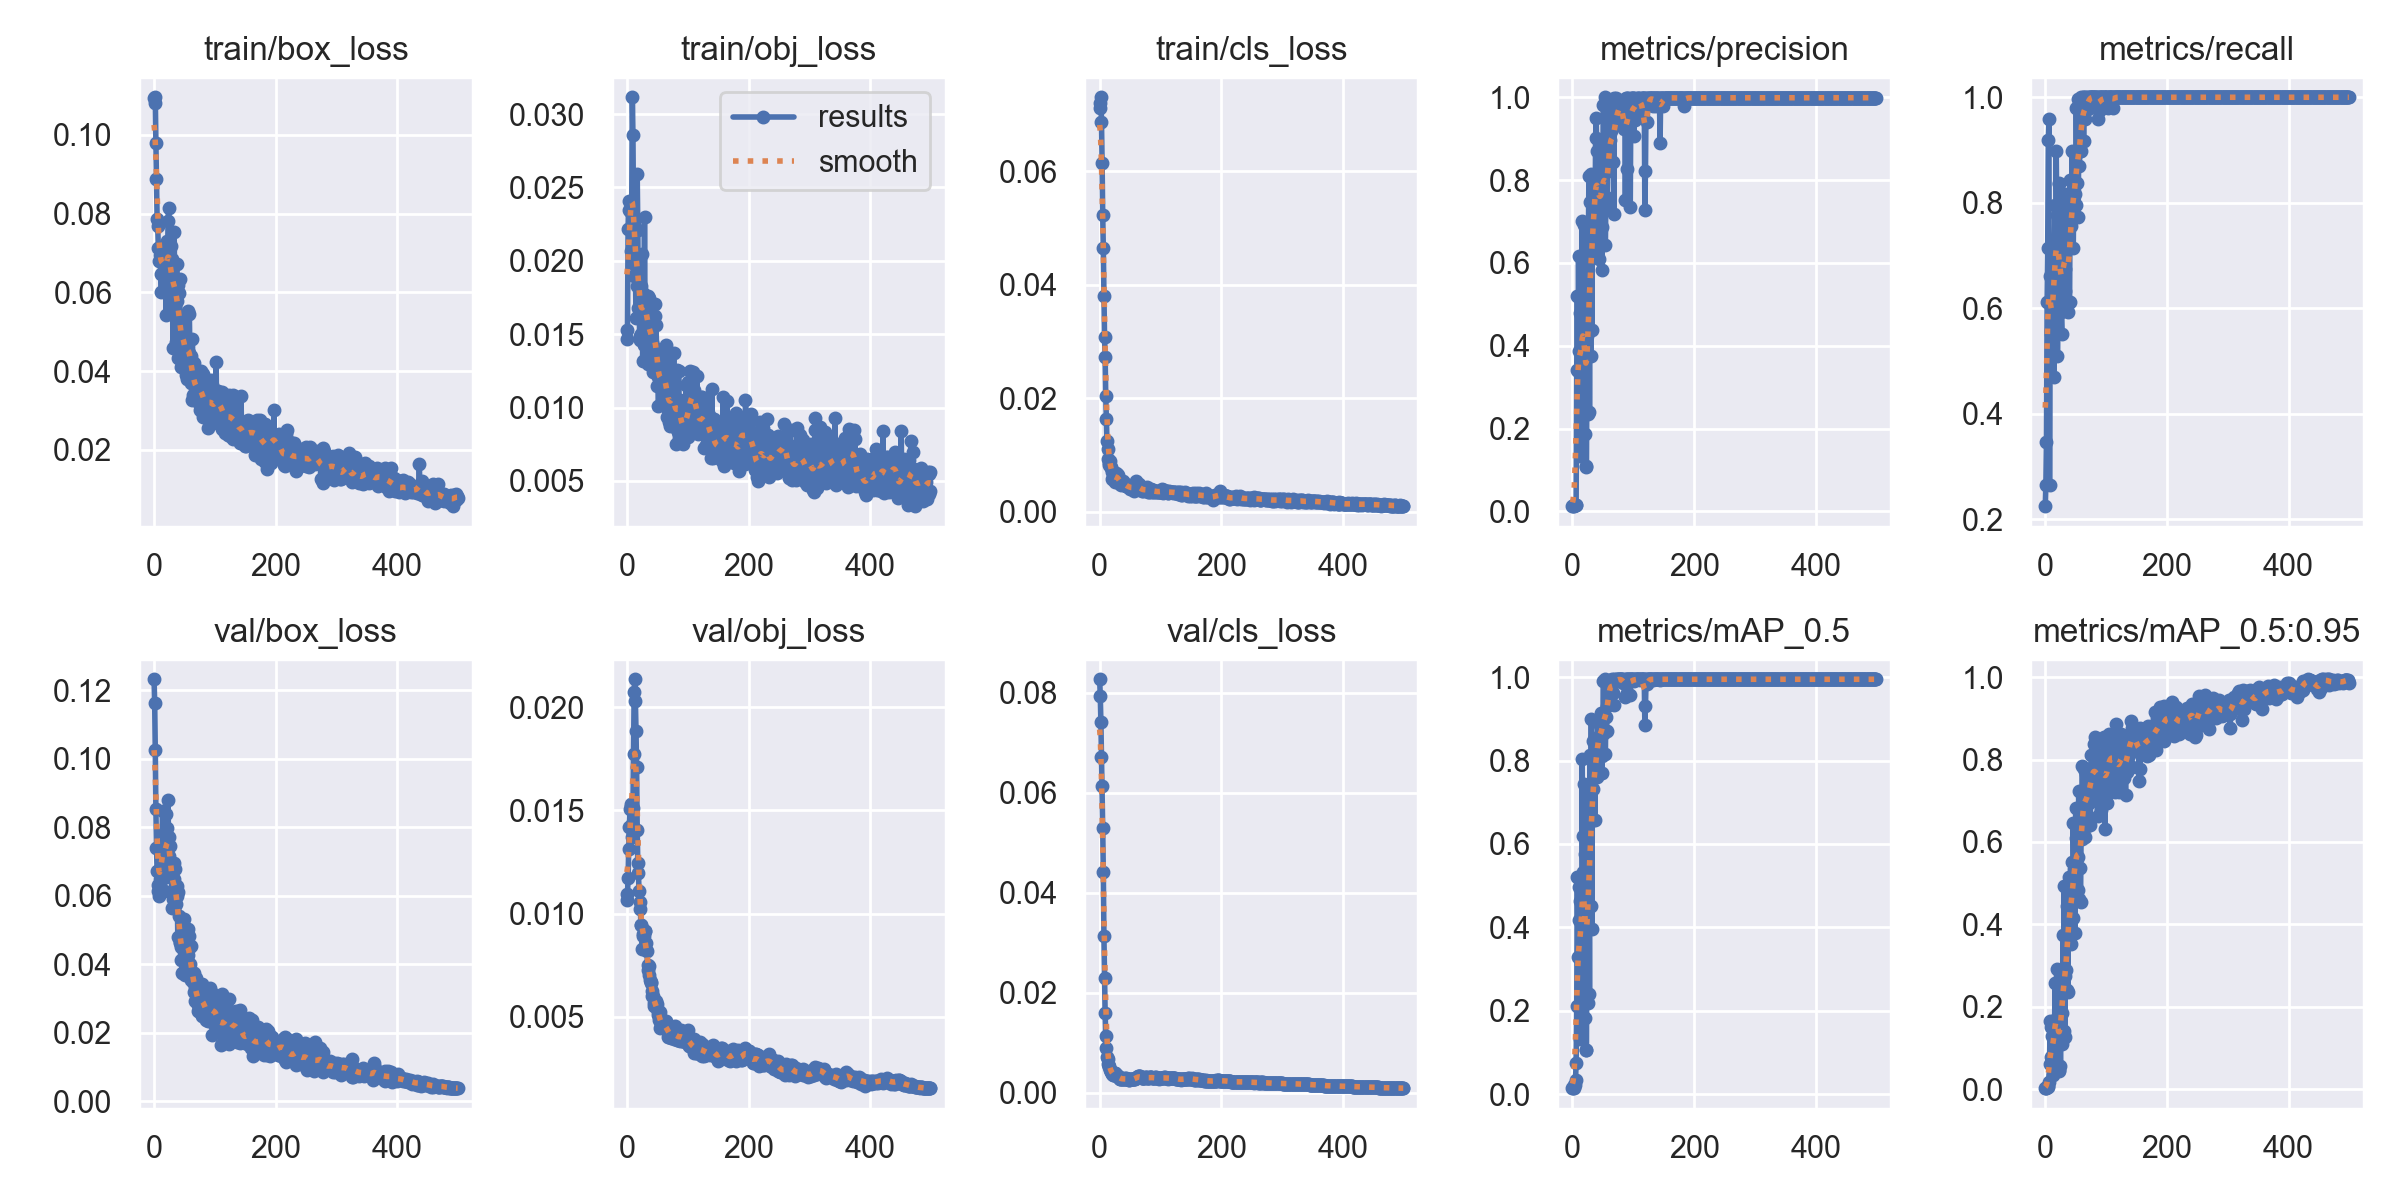 train/box_loss
0.10
0.08
0.06
0.04
0.02
0 200 400
train/obj_loss
results
smooth
0.030
0.025
0.020
0.015
0.010
0.005
0 200 400
train/cls_loss
0.06
0.04
0.02
0.00
0 200 400
metrics/precision
1.0
0.8
0.6
0.4
0.2
0.0
0 200 400
metrics/recall
1.0
0.8
0.6
0.4
0.2
0 200 400
val/box_loss
0.12
0.10
0.08
0.06
0.04
0.02
0.00
0 200 400
val/obj_loss
0.020
0.015
0.010
0.005
0 200 400
val/cls_loss
0.08
0.06
0.04
0.02
0.00
0 200 400
metrics/mAP_0.5
1.0
0.8
0.6
0.4
0.2
0.0
0 200 400
metrics/mAP_0.5:0.95
1.0
0.8
0.6
0.4
0.2
0.0
0 200 400